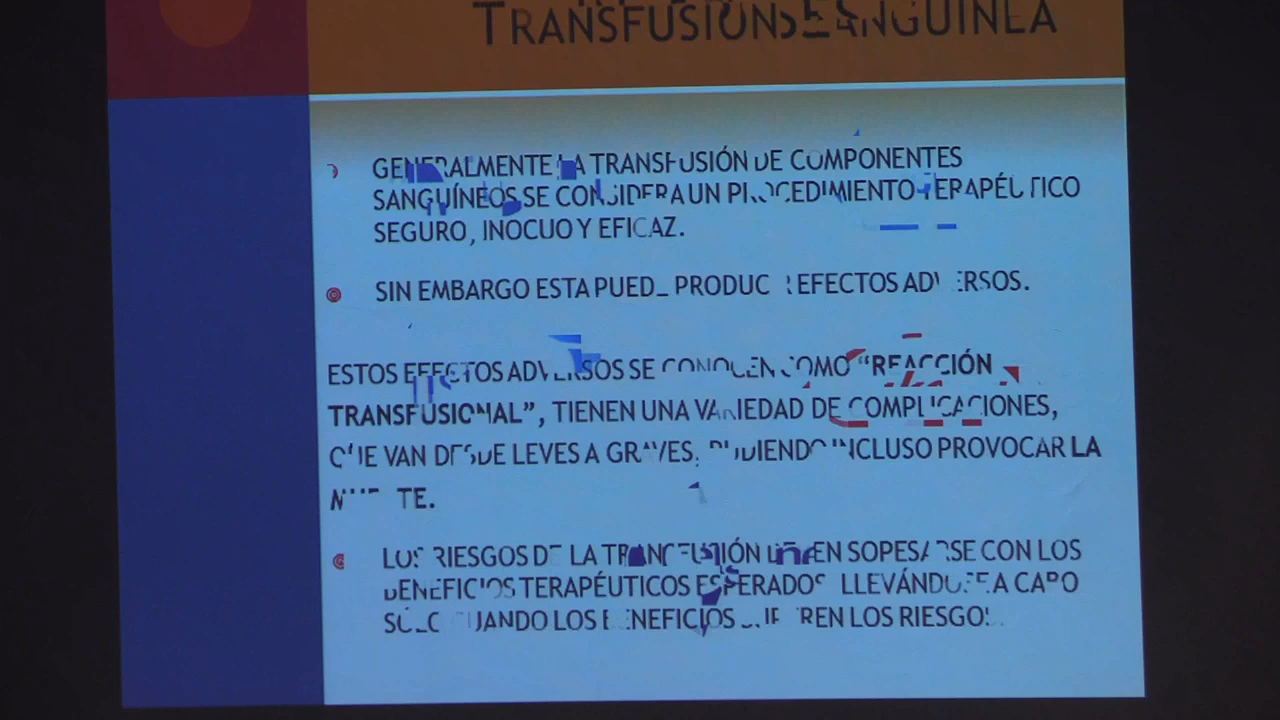 TRANSFUSIÓN SANGUÍNEA
GENERALMENTE LA TRANSFUSIÓN DE COMPONENTES
SANGUÍNEOS SE CONSIDERA UN PROCEDIMIENTO TERAPÉUTICO
SEGURO, INOCUO Y EFICAZ.
SIN EMBARGO ESTA PUEDE PRODUCIR EFECTOS ADVERSOS.
ESTOS EFECTOS ADVERSOS SE CONOCEN COMO “REACCIÓN
TRANSFUSIONAL”, TIENEN UNA VARIEDAD DE COMPLICACIONES,
QUE VAN DESDE LEVES A GRAVES, PUDIENDO INCLUSO PROVOCAR LA
MUERTE.
LOS RIESGOS DE LA TRANSFUSIÓN DEBEN SOPESARSE CON LOS
BENEFICIOS TERAPÉUTICOS ESPERADOS LLEVÁNDOSE A CABO
SOLO CUANDO LOS BENEFICIOS SUPEREN LOS RIESGOS.